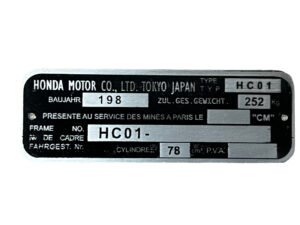 HONDA MOTOR CO., LTD. TOKYO JAPAN TYPE TYP HC01
BAUJAHR 198 ZUL.GES.GEWICHT. 252 Kg
PRESENTE AU SERVICE DES MINES A PARIS LE "CM"
FRAME NO. HC01-
№ DE CADRE
FAHRGEST. Nr. CYLINDREE 78 P.V.A.